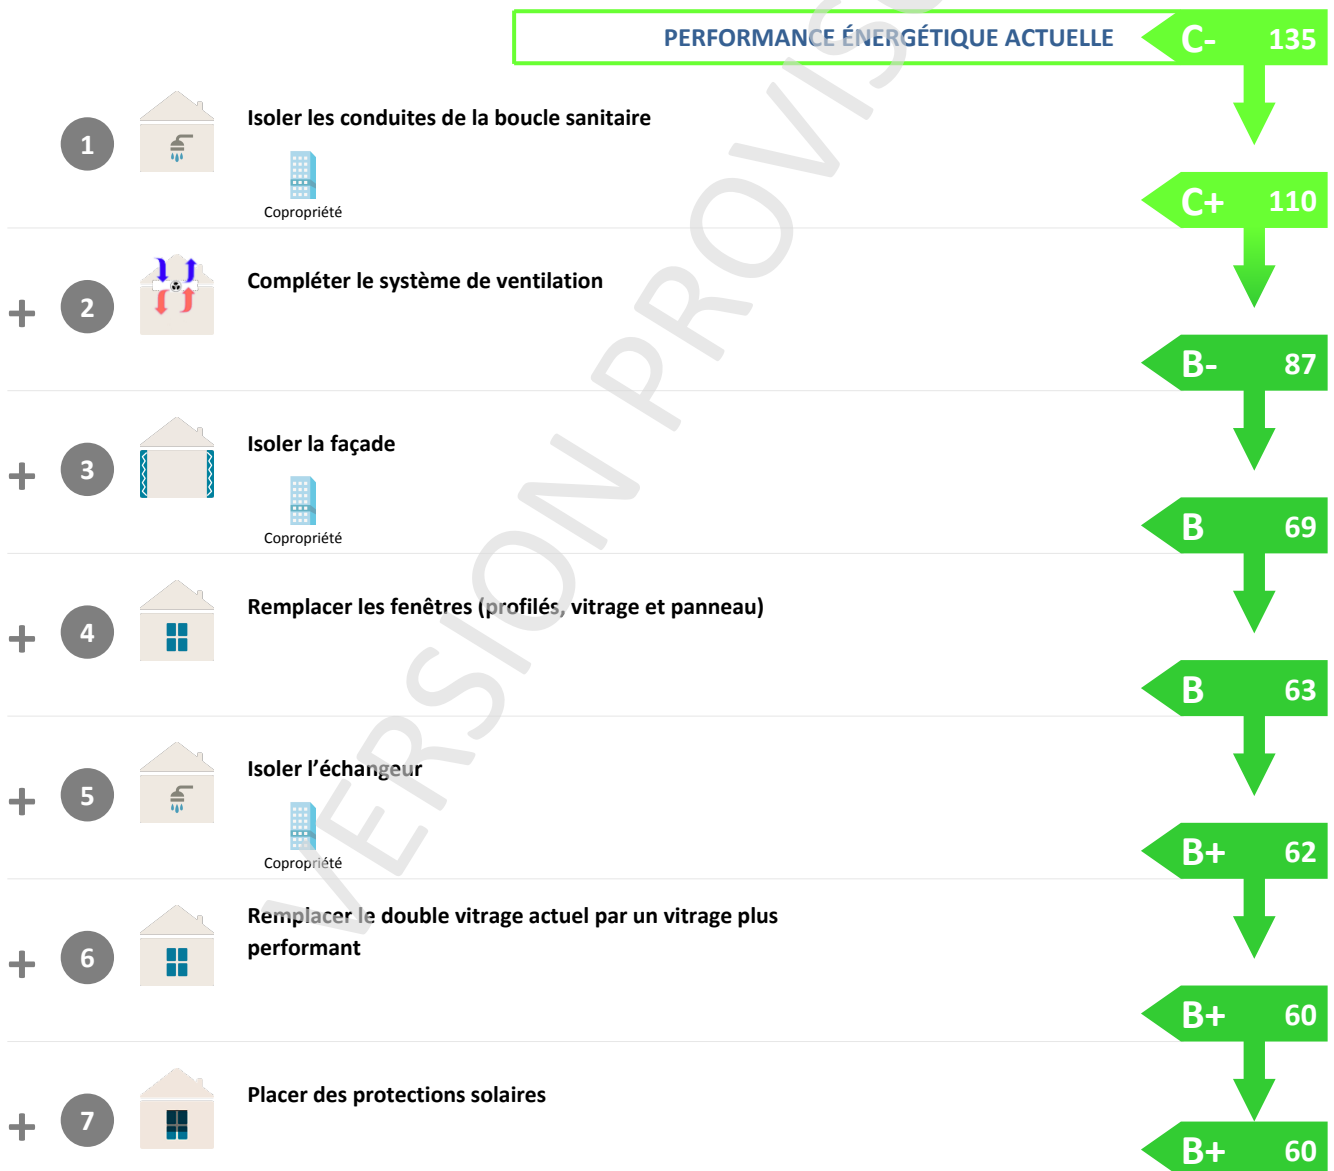 PERFORMANCE ÉNERGÉTIQUE ACTUELLE C- 135
1 Isoler les conduites de la boucle sanitaire
Copropriété
C+ 110
+ 2 Compléter le système de ventilation
B- 87
+ 3 Isoler la façade
Copropriété
B 69
+ 4 Remplacer les fenêtres (profilés, vitrage et panneau)
B 63
+ 5 Isoler l’échangeur
Copropriété
B+ 62
+ 6 Remplacer le double vitrage actuel par un vitrage plus
performant
B+ 60
+ 7 Placer des protections solaires
B+ 60
VERSION PROVISO